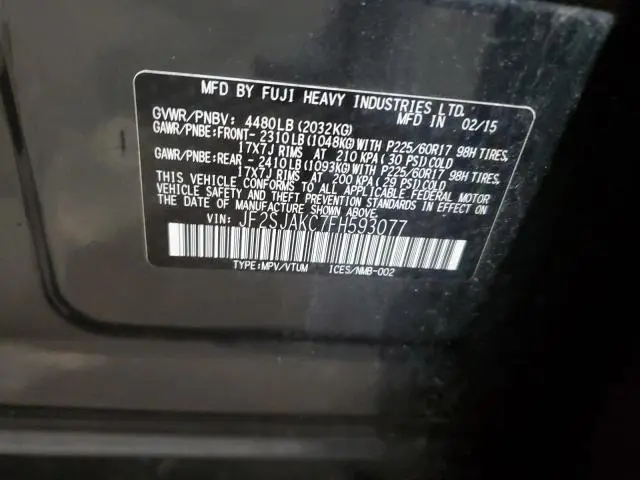 MFD BY FUJI HEAVY INDUSTRIES LTD.
MFD IN 02/15
GVWR/PNBV: 4480LB(2032KG)
GAWR/PNBE:FRONT- 2310LB(1048KG)WITH P225/60R17 98H TIRES,
17X7J RIMS AT 210 KPA(30 PSI)COLD
GAWR/PNBE:REAR - 2410LB(1093KG)WITH P225/60R17 98H TIRES,
17X7J RIMS AT 200 KPA(29 PSI)COLD
THIS VEHICLE CONFORMS TO ALL APPLICABLE FEDERAL MOTOR
VEHICLE SAFETY AND THEFT PREVENTION STANDARDS IN EFFECT
ON THE DATE OF MANUFACTURE SHOWN ABOVE.
VIN: JF2SJAKC7FH593077
TYPE:MPV/VTUM ICES/NMB-002